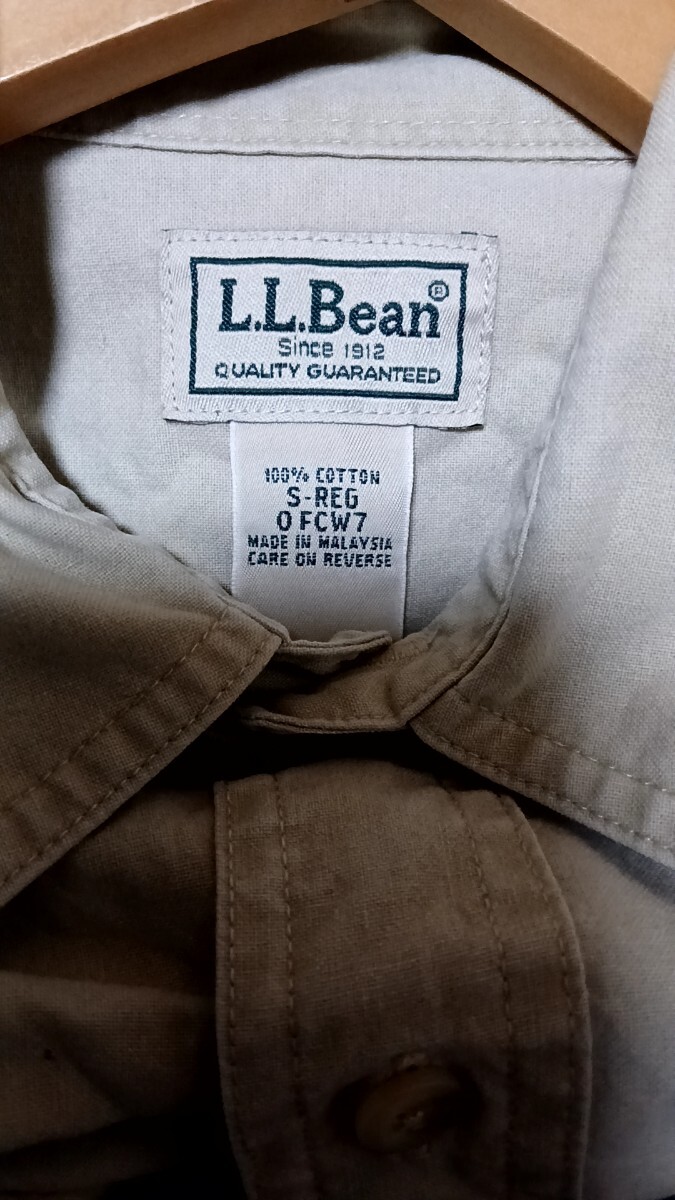 L.L.Bean®
Since 1912
QUALITY GUARANTEED
100% COTTON
S-REG
0 FCW7
MADE IN MALAYSIA
CARE ON REVERSE